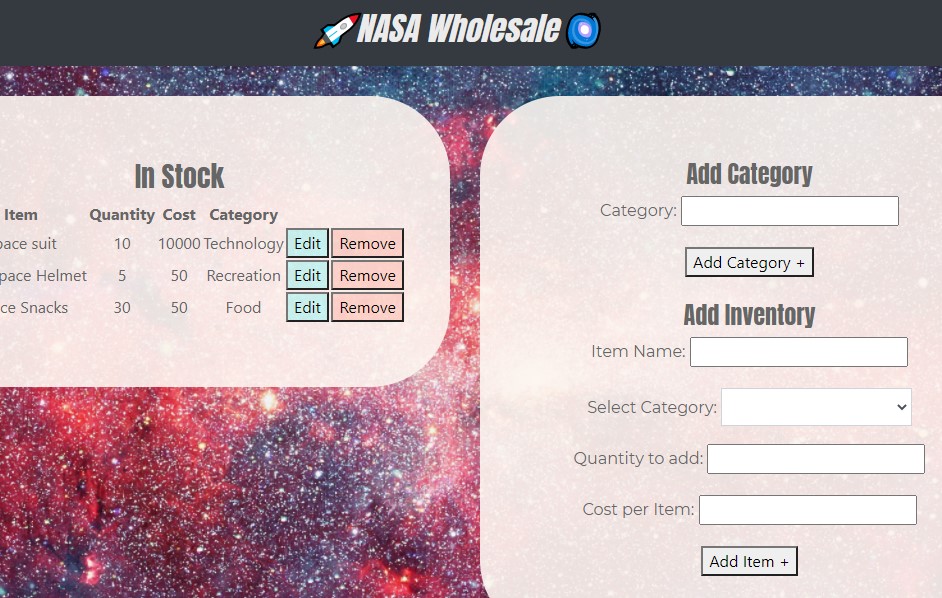 NASA Wholesale
In Stock
Item Quantity Cost Category
pace suit 10 10000 Technology Edit Remove
pace Helmet 5 50 Recreation Edit Remove
ce Snacks 30 50 Food Edit Remove
Add Category
Category:
Add Category +
Add Inventory
Item Name:
Select Category:
Quantity to add:
Cost per Item:
Add Item +